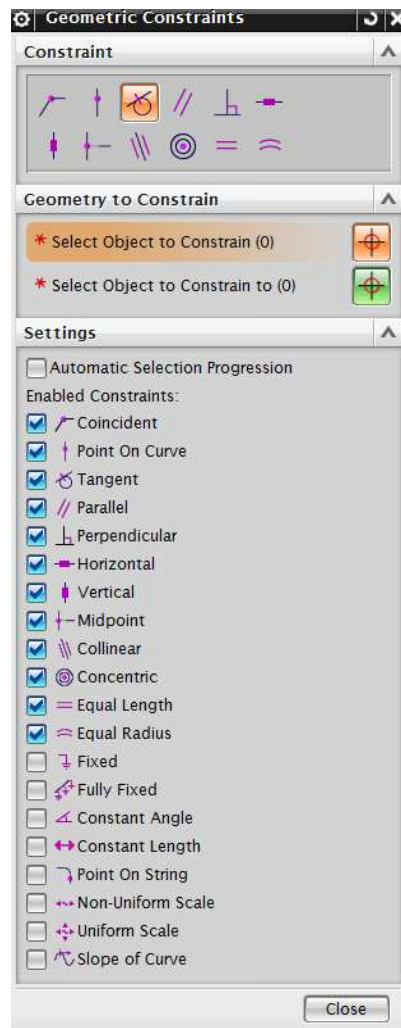 Geometric Constraints
Constraint
Geometry to Constrain
* Select Object to Constrain (0)
* Select Object to Constrain to (0)
Settings
Automatic Selection Progression
Enabled Constraints:
Coincident
Point On Curve
Tangent
Parallel
Perpendicular
Horizontal
Vertical
Midpoint
Collinear
Concentric
Equal Length
Equal Radius
Fixed
Fully Fixed
Constant Angle
Constant Length
Point On String
Non-Uniform Scale
Uniform Scale
Slope of Curve
Close